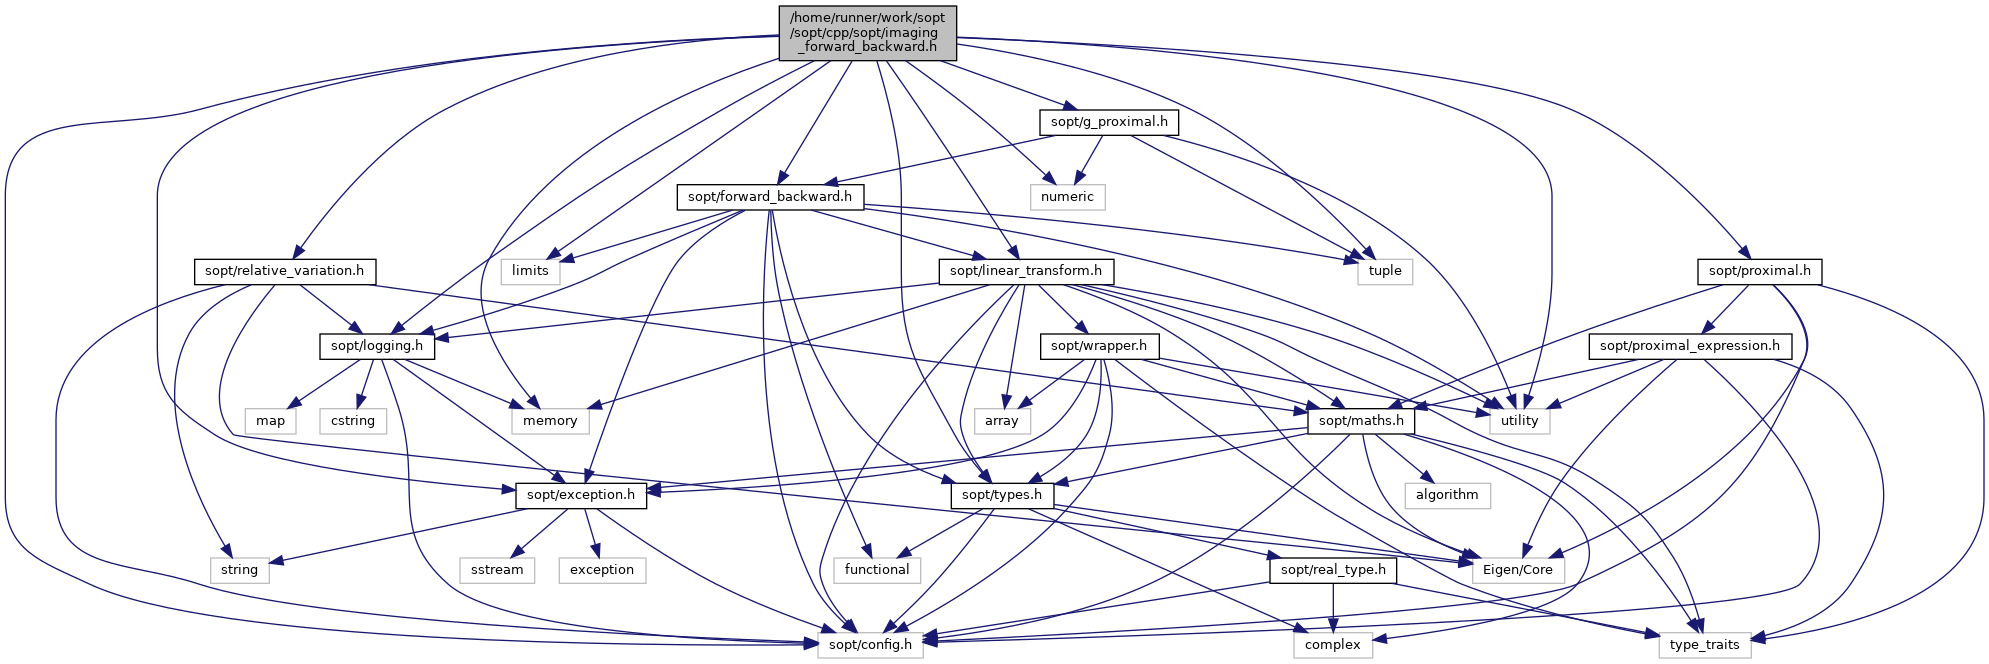 /home/runner/work/sopt
/sopt/cpp/sopt/imaging
_forward_backward.h
sopt/g_proximal.h
sopt/forward_backward.h
numeric
sopt/relative_variation.h
limits
sopt/linear_transform.h
tuple
sopt/proximal.h
sopt/logging.h
sopt/wrapper.h
sopt/proximal_expression.h
map
cstring
memory
array
sopt/maths.h
utility
sopt/exception.h
sopt/types.h
algorithm
string
sstream
exception
functional
sopt/real_type.h
Eigen/Core
sopt/config.h
complex
type_traits